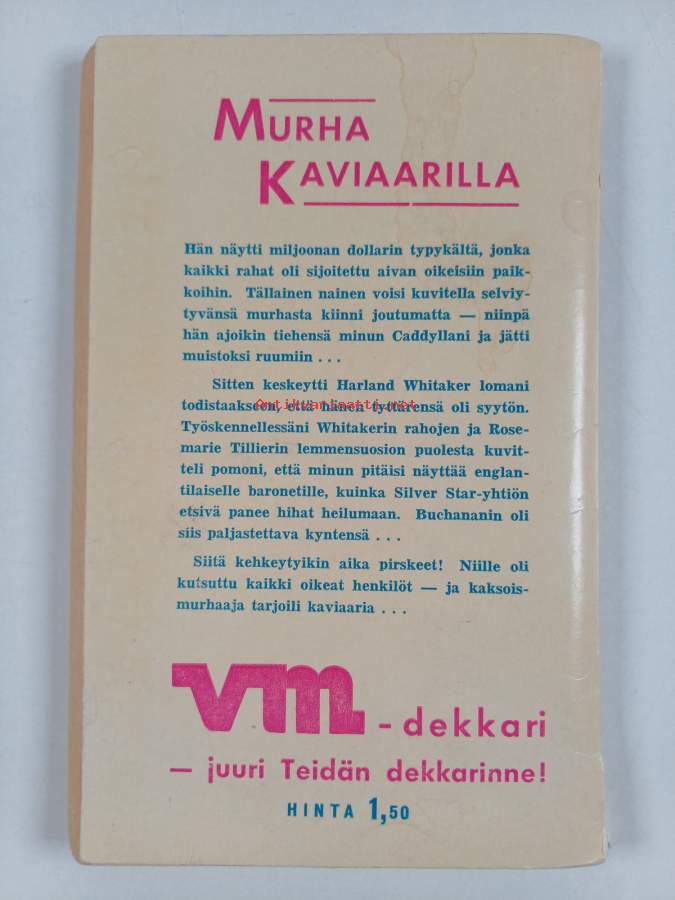 MURHA
KAVIAARILLA
Hän näytti miljoonan dollarin typykältä, jonka
kaikki rahat oli sijoitettu aivan oikeisiin paik-
koihin. Tällainen nainen voisi kuvitella selviy-
tyvänsä murhasta kiinni joutumatta — niinpä
hän ajoikin tiehensä minun Caddyllani ja jätti
muistoksi ruumiin . . .
Sitten keskeytti Harland Whitaker lomani
Antikvariaatti.net
todistaakseen, että hänen tyttärensä oli syytön.
Työskennellessäni Whitakerin rahojen ja Rose-
marie Tillierin lemmensuosion puolesta kuvit-
teli pomoni, että minun pitäisi näyttää englan-
tilaiselle baronetille, kuinka Silver Star-yhtiön
etsivä panee hihat heilumaan. Buchananin oli
siis paljastettava kyntensä . . .
Siitä kehkeytyikin aika pirskeet! Niille oli
kutsuttu kaikki oikeat henkilöt — ja kaksois-
murhaaja tarjoili kaviaaria . . .
vm - dekkari
— juuri Teidän dekkarinne!
HINTA 1,50